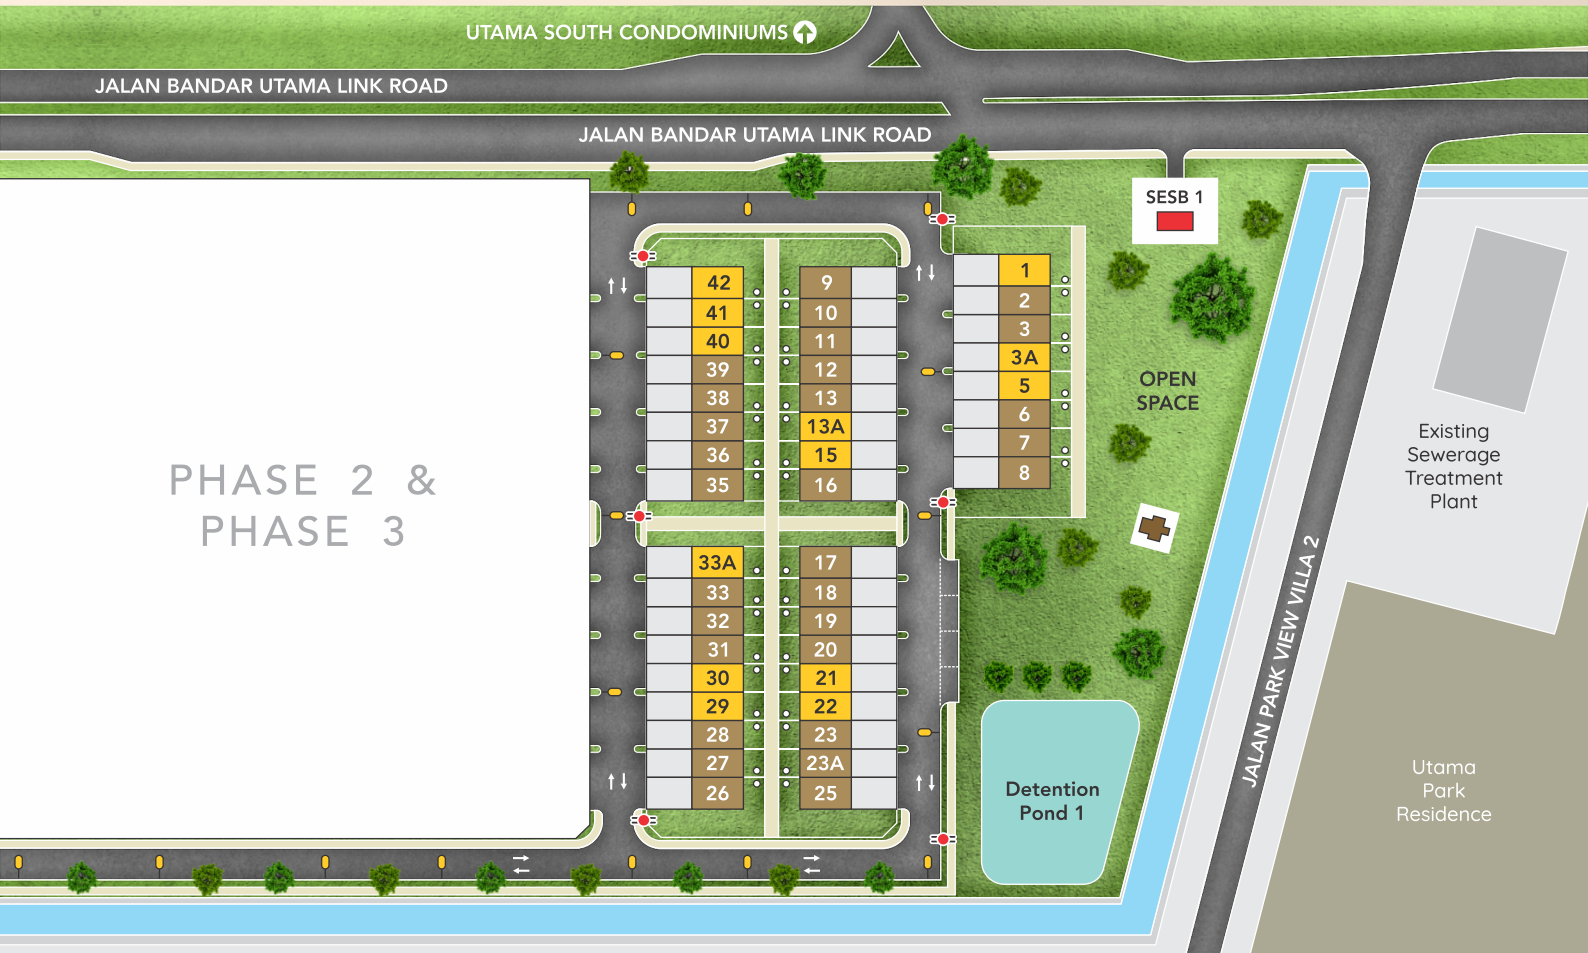 UTAMA SOUTH CONDOMINIUMS
JALAN BANDAR UTAMA LINK ROAD
JALAN BANDAR UTAMA LINK ROAD
SESB 1
PHASE 2 &
PHASE 3
42
41
40
39
38
37
36
35
33A
33
32
31
30
29
28
27
26
9
10
11
12
13
13A
15
16
17
18
19
20
21
22
23
23A
25
1
2
3
3A
5
6
7
8
OPEN
SPACE
Detention
Pond 1
JALAN PARK VIEW VILLA 2
Existing
Sewerage
Treatment
Plant
Utama
Park
Residence